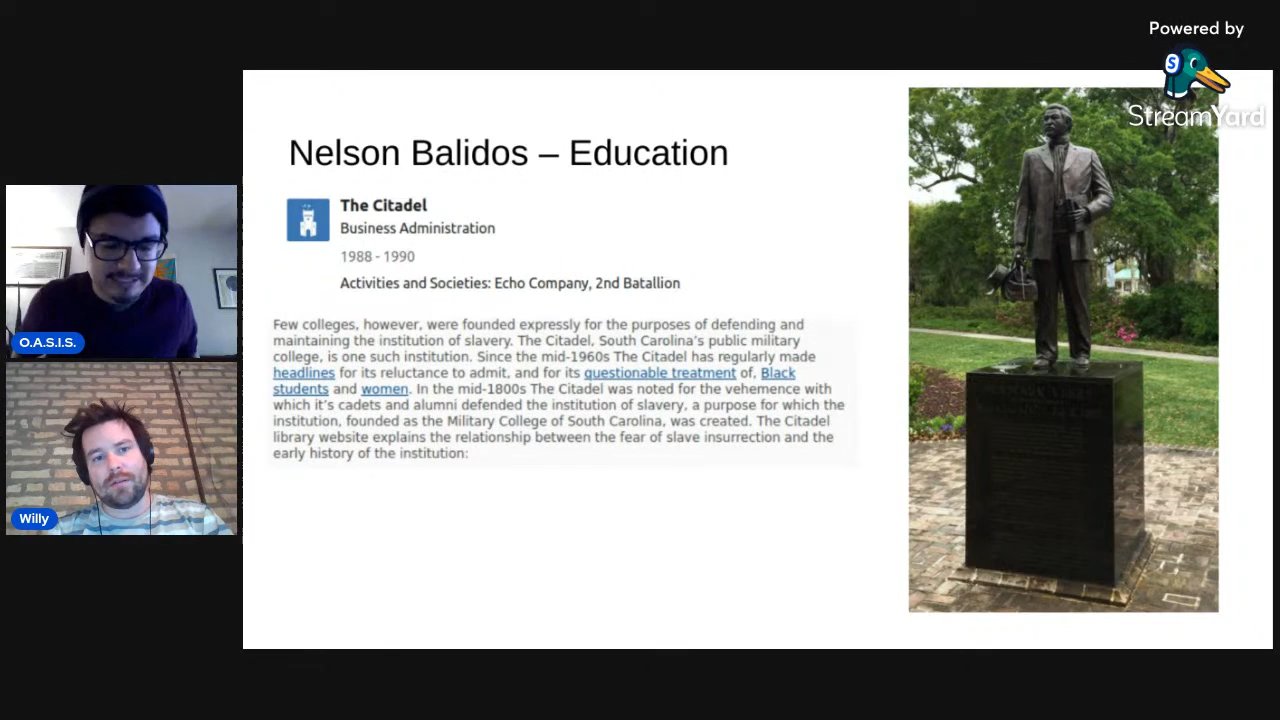 Powered by
StreamYard
Nelson Balidos – Education
The Citadel
Business Administration
1988 - 1990
Activities and Societies: Echo Company, 2nd Batallion
Few colleges, however, were founded expressly for the purposes of defending and
maintaining the institution of slavery. The Citadel, South Carolina's public military
college, is one such institution. Since the mid-1960s The Citadel has regularly made
headlines for its reluctance to admit, and for its questionable treatment of, Black
students and women. In the mid-1800s The Citadel was noted for the vehemence with
which it's cadets and alumni defended the institution of slavery, a purpose for which the
institution, founded as the Military College of South Carolina, was created. The Citadel
library website explains the relationship between the fear of slave insurrection and the
early history of the institution:
O.A.S.I.S.
Willy